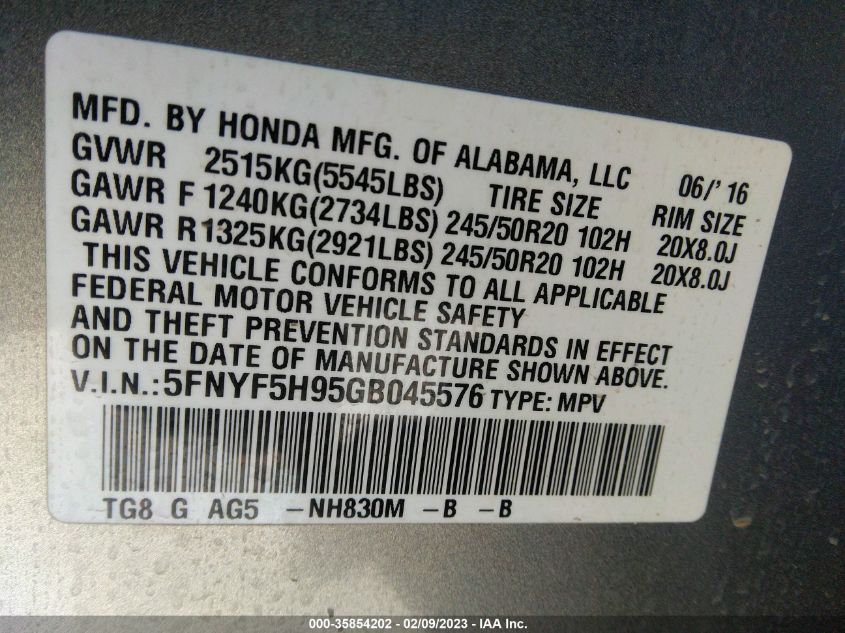 MFD. BY HONDA MFG. OF ALABAMA, LLC 06/' 16
GVWR 2515KG(5545LBS) TIRE SIZE RIM SIZE
GAWR F 1240KG(2734LBS) 245/50R20 102H 20X8.0J
GAWR R 1325KG(2921LBS) 245/50R20 102H 20X8.0J
THIS VEHICLE CONFORMS TO ALL APPLICABLE
FEDERAL MOTOR VEHICLE SAFETY
AND THEFT PREVENTION STANDARDS IN EFFECT
ON THE DATE OF MANUFACTURE SHOWN ABOVE.
V.I.N.: 5FNYF5H95GB045576 TYPE: MPV
TG8 G AG5 -NH830M -B -B
000-35854202 - 02/09/2023 - IAA Inc.